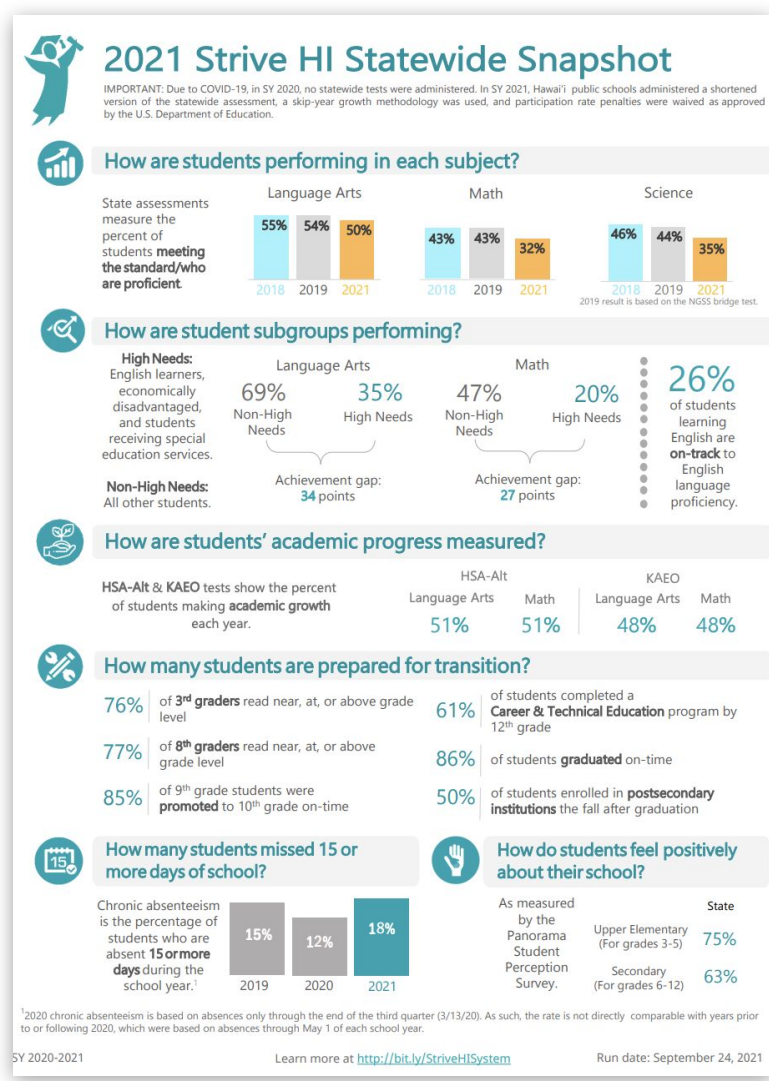 2021 Strive HI Statewide Snapshot
IMPORTANT: Due to COVID-19, in SY 2020, no statewide tests were administered. In SY 2021, Hawai'i public schools administered a shortened
version of the statewide assessment, a skip-year growth methodology was used, and participation rate penalties were waived as approved
by the U.S. Department of Education.
How are students performing in each subject?
State assessments
measure the
percent of
students meeting
the standard/who
are proficient.
Language Arts
55% 54% 50%
2018 2019 2021
Math
43% 43% 32%
2018 2019 2021
Science
46% 44% 35%
2018 2019 2021
2019 result is based on the NGSS bridge test.
How are student subgroups performing?
High Needs:
English learners,
economically
disadvantaged,
and students
receiving special
education services.
Non-High Needs:
All other students.
Language Arts
69% 35%
Non-High
Needs
High Needs
Achievement gap:
34 points
Math
47% 20%
Non-High
Needs
High Needs
Achievement gap:
27 points
26%
of students
learning
English are
on-track to
English
language
proficiency.
How are students' academic progress measured?
HSA-Alt & KAEO tests show the percent
of students making academic growth
each year.
HSA-Alt
Language Arts Math
51% 51%
KAEO
Language Arts Math
48% 48%
How many students are prepared for transition?
76% of 3rd graders read near, at, or above grade
level
77% of 8th graders read near, at, or above
grade level
85% of 9th grade students were
promoted to 10th grade on-time
61% of students completed a
Career & Technical Education program by
12th grade
86% of students graduated on-time
50% of students enrolled in postsecondary
institutions the fall after graduation
15
How many students missed 15 or
more days of school?
Chronic absenteeism
is the percentage of
students who are
absent 15 or more
days during the
school year.1
15% 12% 18%
2019 2020 2021
How do students feel positively
about their school?
As measured
by the
Panorama
Student
Perception
Survey.
State
Upper Elementary
(For grades 3-5) 75%
Secondary
(For grades 6-12) 63%
12020 chronic absenteeism is based on absences only through the end of the third quarter (3/13/20). As such, the rate is not directly comparable with years prior
to or following 2020, which were based on absences through May 1 of each school year.
SY 2020-2021
Learn more at http://bit.ly/StriveHISystem
Run date: September 24, 2021